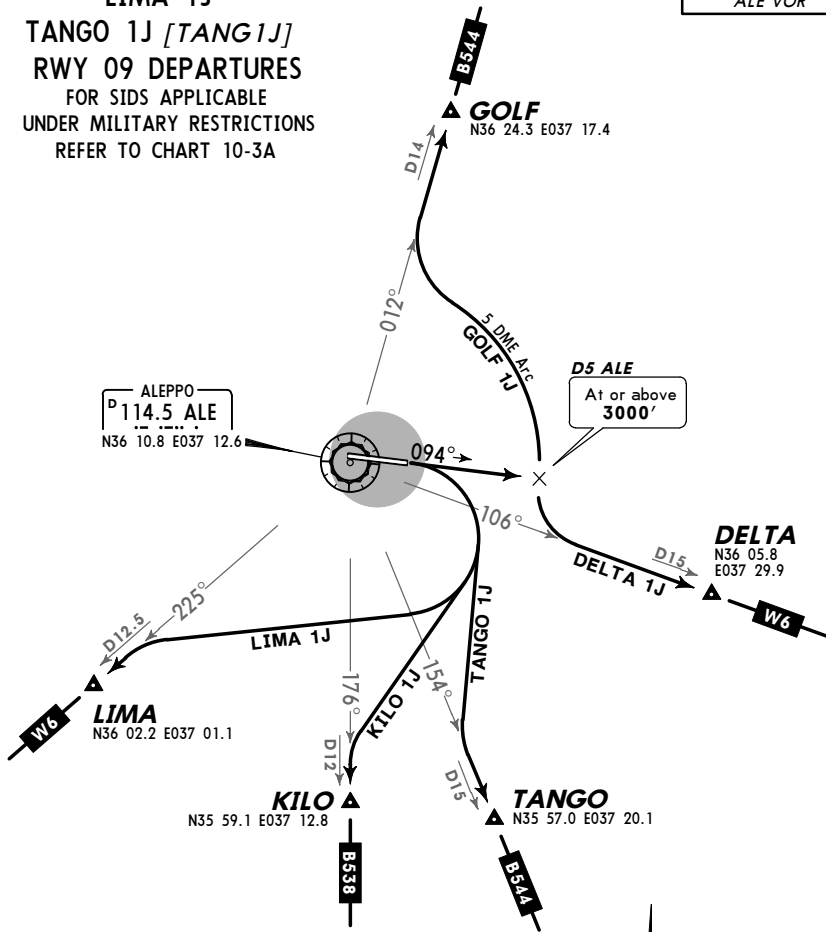 LIMA 1J
ALE VOR
TANGO 1J [TANG1J]
RWY 09 DEPARTURES
FOR SIDS APPLICABLE
UNDER MILITARY RESTRICTIONS
REFER TO CHART 10-3A
B544
GOLF
N36 24.3 E037 17.4
D14
012°
5 DME Arc
GOLF 1J
D5 ALE
At or above
3000'
ALEPPO
D 114.5 ALE
N36 10.8 E037 12.6
094°
106°
DELTA
N36 05.8
E037 29.9
D15
DELTA 1J
W6
225°
D12.5
LIMA 1J
TANGO 1J
KILO 1J
154°
176°
W6
LIMA
N36 02.2 E037 01.1
D12
D15
KILO
N35 59.1 E037 12.8
TANGO
N35 57.0 E037 20.1
B538
B544